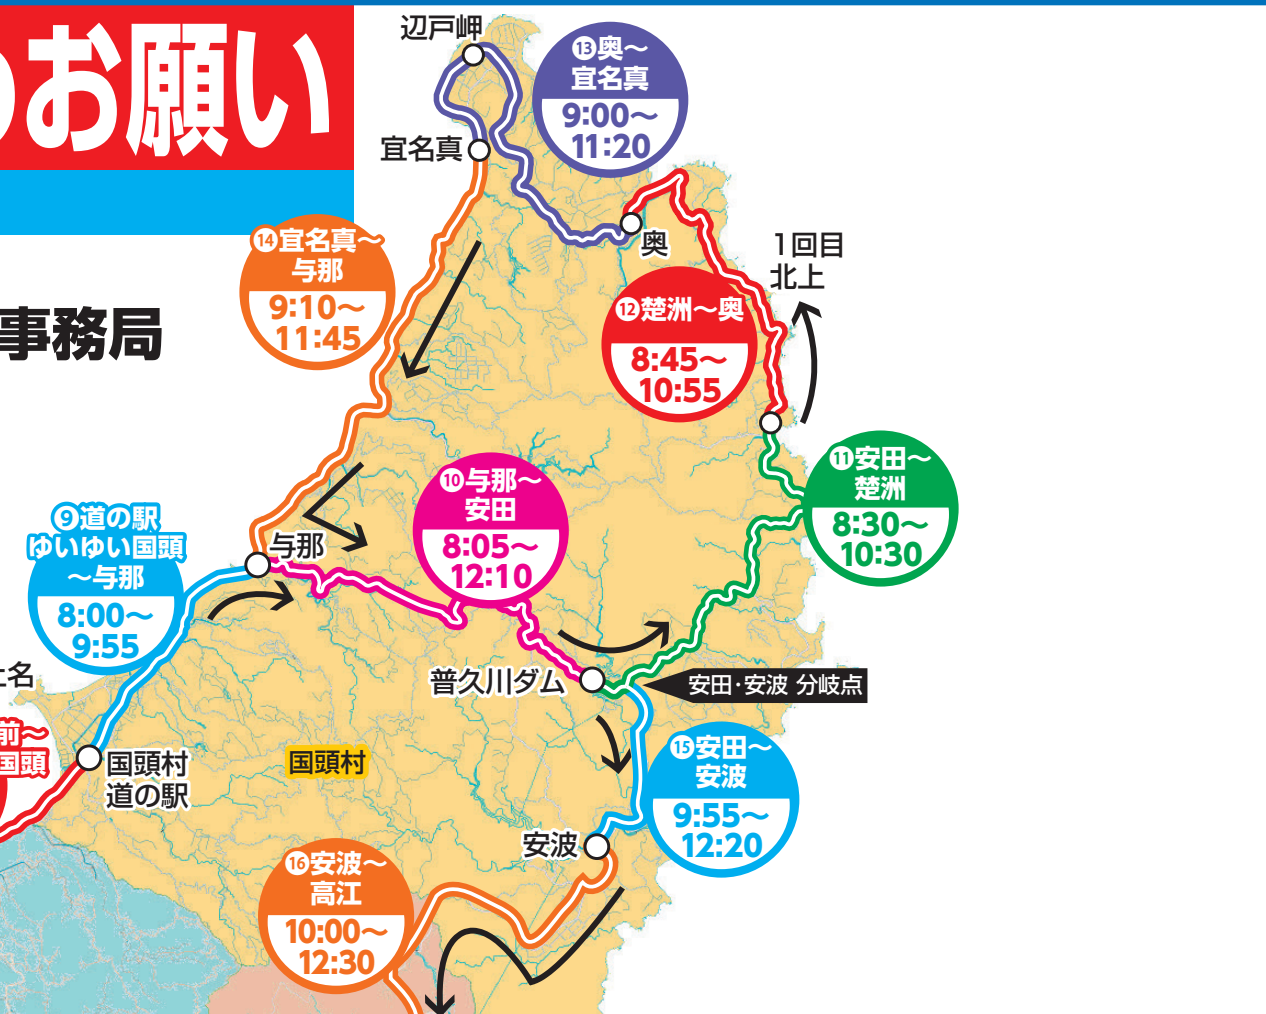 お願い
事務局
辺戸岬
⑬奥～
宜名真
9:00～
11:20
宜名真
奥
1回目
北上
⑭宜名真～
与那
9:10～
11:45
⑫楚洲～奥
8:45～
10:55
⑪安田～
楚洲
8:30～
10:30
⑩与那～
安田
8:05～
12:10
⑨道の駅
ゆいゆい国頭
～与那
8:00～
9:55
与那
普久川ダム
安田・安波 分岐点
名
前～
国頭
国頭村
道の駅
国頭村
⑮安田～
安波
9:55～
12:20
安波
⑯安波～
高江
10:00～
12:30